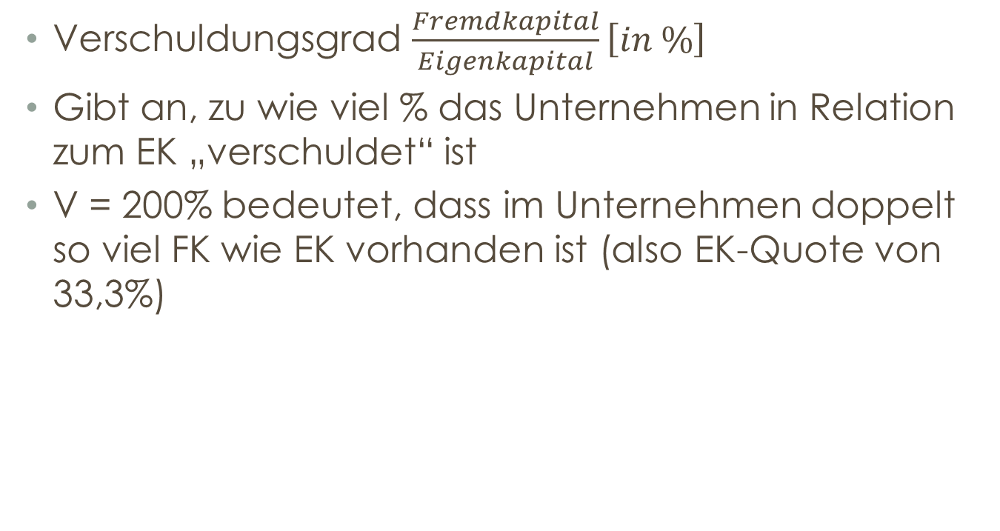 • Verschuldungsgrad Fremdkapital/Eigenkapital [in %]
• Gibt an, zu wie viel % das Unternehmen in Relation
zum EK „verschuldet“ ist
• V = 200% bedeutet, dass im Unternehmen doppelt
so viel FK wie EK vorhanden ist (also EK-Quote von
33,3%)